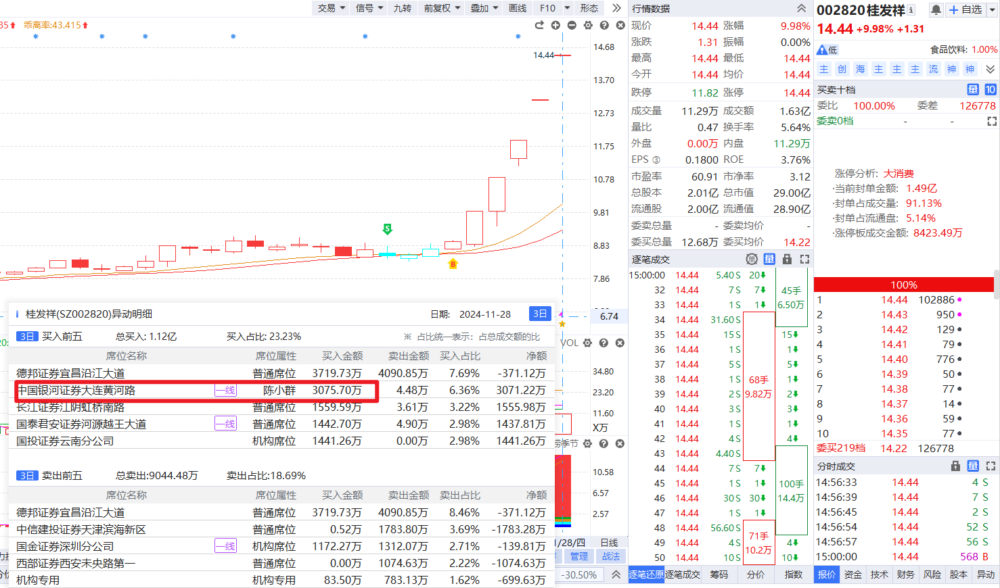 交易 信号 九转 前复权 叠加 画线 F10 形态
35 乖离率:43.415
14.44
14.68
13.70
12.73
11.75
10.78
9.81
8.83
7.86
6.74
S
B
桂发祥(SZ002820)异动明细 日期: 2024-11-28 3日
3日 买入前五 总买入: 1.12亿 买入占比: 23.23% ※ 占比统一表示: 占总成交额的比
席位名称 席位属性 买入金额 卖出金额 买入占比 净额
德邦证券宜昌沿江大道 普通席位 3719.73万 4090.85万 7.69% -371.12万
中国银河证券大连黄河路 一线 陈小群 3075.70万 4.48万 6.36% 3071.22万
长江证券江阴虹桥南路 普通席位 1559.59万 3.61万 3.22% 1555.98万
国泰君安证券河源越王大道 一线 普通席位 1442.70万 4.90万 2.98% 1437.81万
国投证券云南分公司 机构席位 1441.26万 0.00万 2.98% 1441.26万
3日 卖出前五 总卖出:9044.48万 卖出占比:18.69%
席位名称 席位属性 买入金额 卖出金额 卖出占比 净额
德邦证券宜昌沿江大道 普通席位 3719.73万 4090.85万 8.46% -371.12万
中信建投证券天津滨海新区 普通席位 0.52万 1783.80万 3.69% -1783.28万
国金证券深圳分公司 一线 机构席位 1172.27万 1312.07万 2.71% -139.81万
西部证券西安未央路第一 普通席位 0.00万 1074.63万 2.22% -1074.63万
机构专用 机构专用 83.50万 783.13万 1.62% -699.63万
VOL
34.80
23.20
11.60
X万
捞季节
10.58
6.57
2.57
1/28/四 日线
管理 战法
-30.50%
行情数据
现价 14.44 涨幅 9.98%
涨跌 1.31 振幅 0.00%
最高 14.44 最低 14.44
今开 14.44 均价 14.44
跌停 11.82 涨停 14.44
成交量 11.29万 成交额 1.63亿
量比 0.47 换手率 5.64%
外盘 0.00万 内盘 11.29万
EPS ③ 0.1800 ROE 3.76%
市盈率 60.91 市净率 3.12
总股本 2.01亿 总市值 29.00亿
流通股 2.00亿 流通值 28.90亿
委卖总量 - 委卖均价 -
委买总量 12.68万 委买均价 14.22
逐笔成交 单 量
15:00:00 14.44 5.40 S 20
32 14.44 7 S 7
33 14.44 1 S 1
34 14.44 31.60 S
35 14.44 15 S 15
36 14.44 1 S 1
37 14.44 5 S 5
38 14.44 1 S 1
39 14.44 2 S 2
40 14.44 3 S 3
41 14.44 1 S 1
42 14.44 4 S 4
43 14.44 4.40 S
44 14.44 7 S 7
45 14.44 1 S 1
46 14.44 30 S 30
47 14.44 1 S 1
48 14.44 56.60 S
49 14.44 4 S 4
50 14.44 10 S 10
45手
6.50万
68手
9.82万
100手
14.4万
71手
10.2万
逐笔还原 逐笔成交 筹码 分价 指数
002820 桂发祥 自选
14.44 +9.98% +1.31
低 食品饮料: 1.00%
主 创 海 主 主 主 流 神 神
买卖十档 量 10
委比 100.00% 委差 126778
委卖0档 - -
涨停分析: 大消费
·当前封单金额: 1.49亿
·封单占成交量: 91.13%
·封单占流通盘: 5.14%
·涨停板成交金额: 8423.49万
100%
1 14.44 102886
2 14.43 950
3 14.42 129
4 14.41 79
5 14.40 776
6 14.39 50
7 14.38 77
8 14.37 14
9 14.36 59
10 14.35 77
委买219档 14.22 126778
分时成交 量
14:56:33 14.44 4 S
14:56:39 14.44 7 S
14:56:45 14.44 2 S
14:56:54 14.44 52 S
14:56:57 14.44 56 S
15:00:00 14.44 568 B
报价 资金 技术 财务 风险 股本 异动